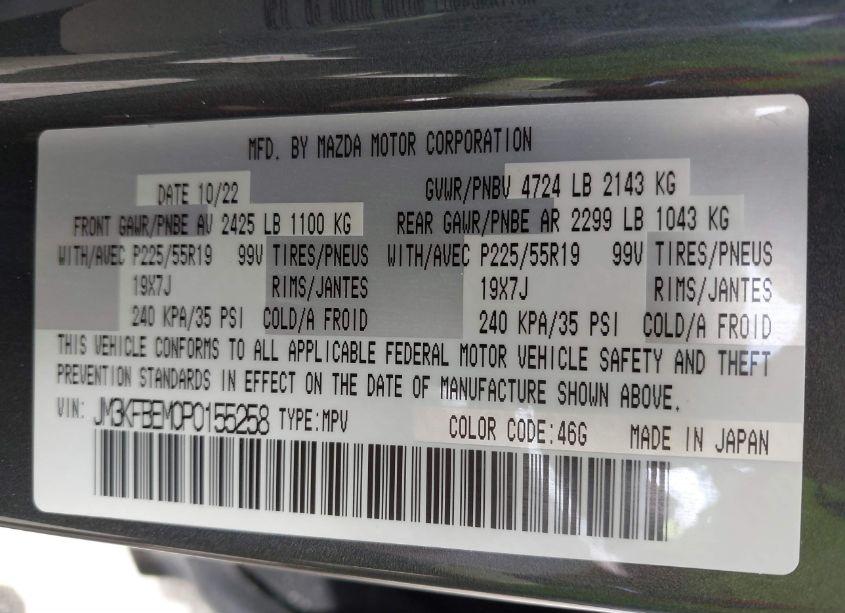 MFD. BY MAZDA MOTOR CORPORATION
DATE 10/22 GVWR/PNBV 4724 LB 2143 KG
FRONT GAWR/PNBE AV 2425 LB 1100 KG REAR GAWR/PNBE AR 2299 LB 1043 KG
WITH/AVEC P225/55R19 99V TIRES/PNEUS WITH/AVEC P225/55R19 99V TIRES/PNEUS
19X7J RIMS/JANTES 19X7J RIMS/JANTES
240 KPA/35 PSI COLD/A FROID 240 KPA/35 PSI COLD/A FROID
THIS VEHICLE CONFORMS TO ALL APPLICABLE FEDERAL MOTOR VEHICLE SAFETY AND THEFT
PREVENTION STANDARDS IN EFFECT ON THE DATE OF MANUFACTURE SHOWN ABOVE.
VIN: JM3KFBEM0P0155258 TYPE:MPV COLOR CODE:46G MADE IN JAPAN